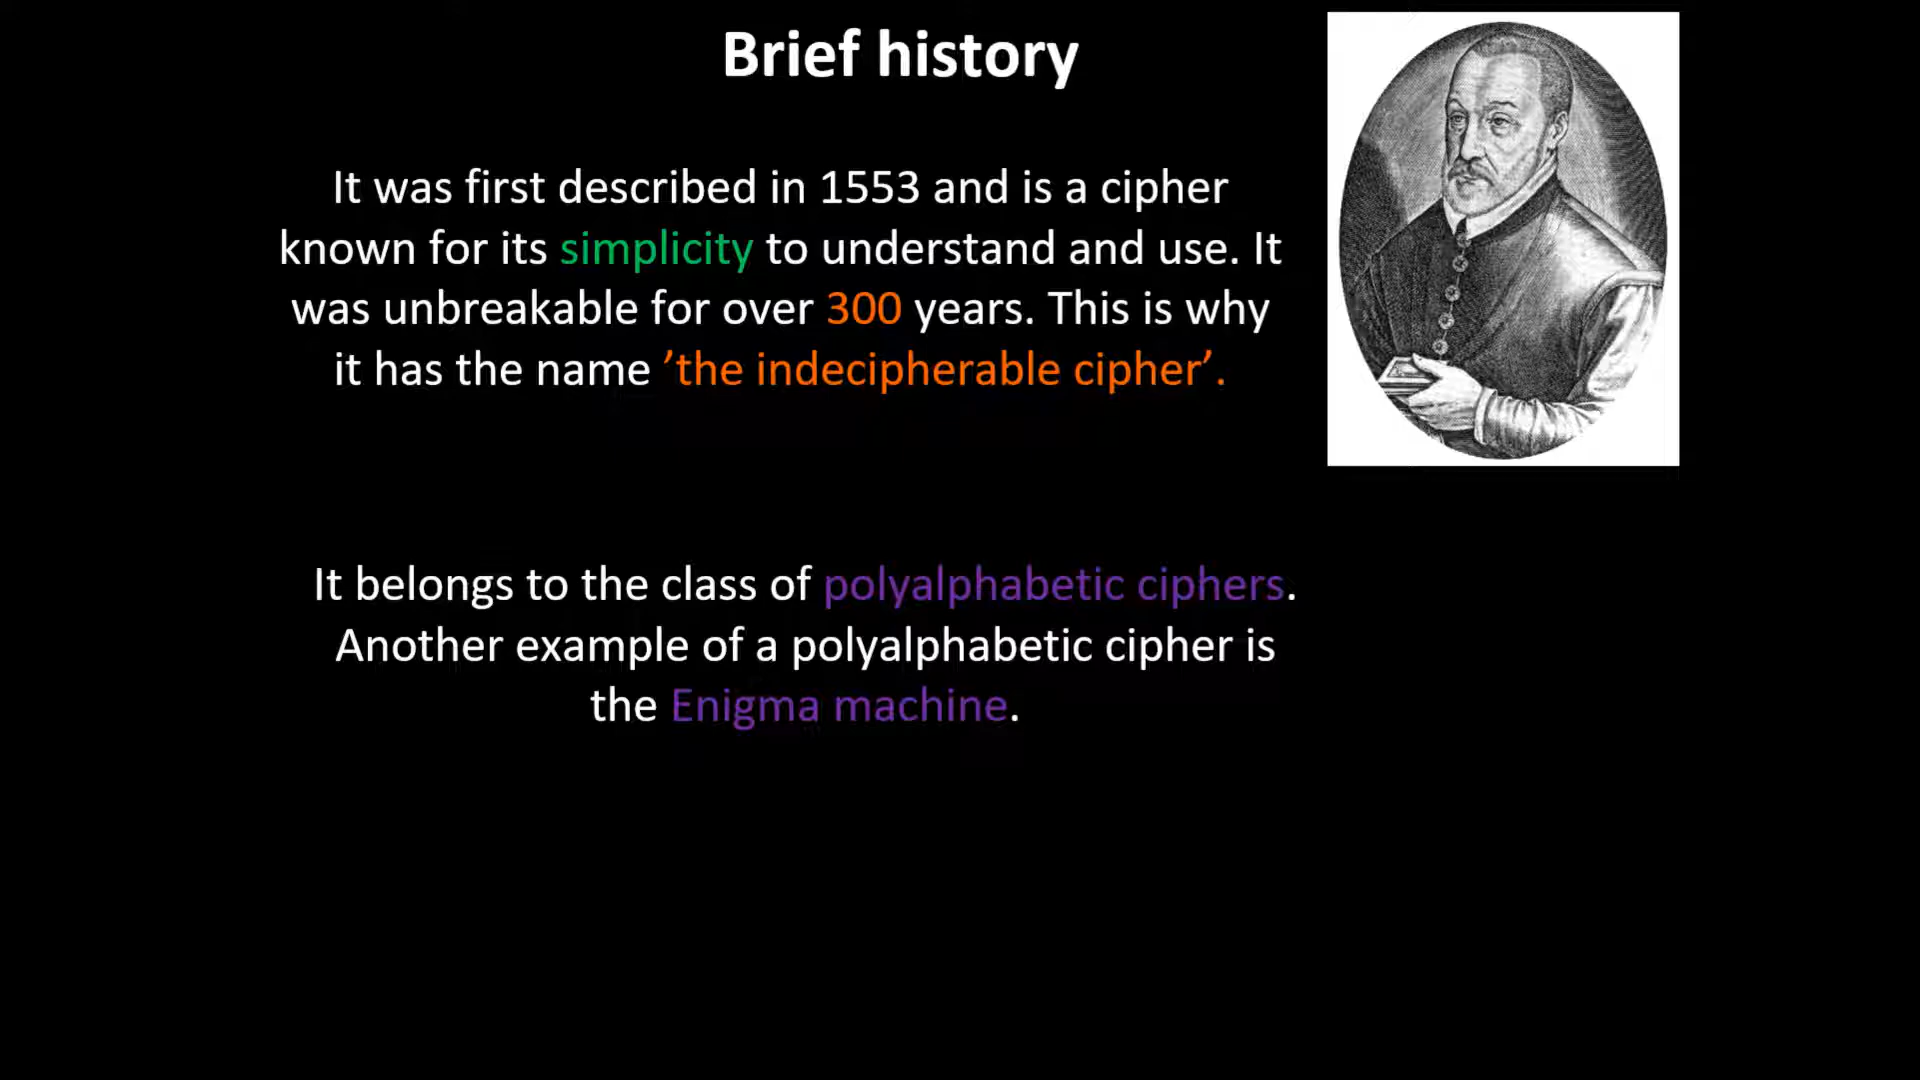 Brief history
It was first described in 1553 and is a cipher
known for its simplicity to understand and use. It
was unbreakable for over 300 years. This is why
it has the name ’the indecipherable cipher’.
It belongs to the class of polyalphabetic ciphers.
Another example of a polyalphabetic cipher is
the Enigma machine.